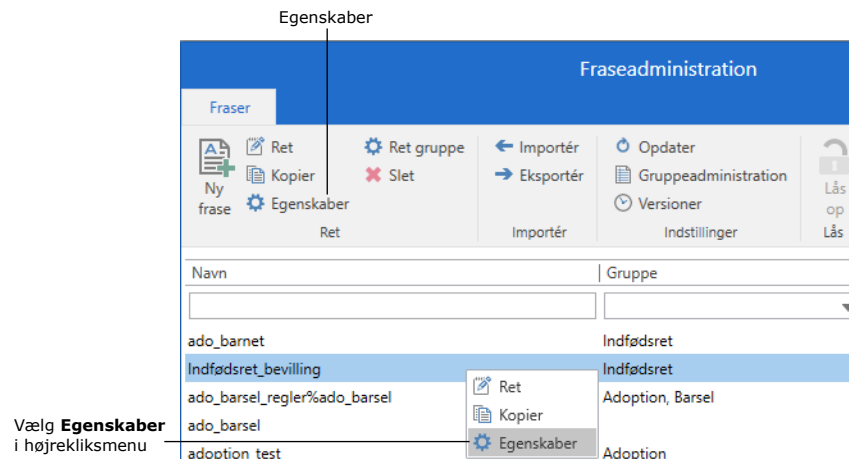 Egenskaber
Fraseadministration
Fraser
Ny
frase
Ret
Kopier
Egenskaber
Ret gruppe
Slet
Ret
Importér
Eksportér
Importér
Opdater
Gruppeadministration
Versioner
Indstillinger
Lås
op
Lås
Navn
Gruppe
ado_barnet Indfødsret
Indfødsret_bevilling Indfødsret
ado_barsel_regler%ado_barsel Adoption, Barsel
ado_barsel
adoption_test Adoption
Ret
Kopier
Egenskaber
Vælg Egenskaber
i højrekliksmenu